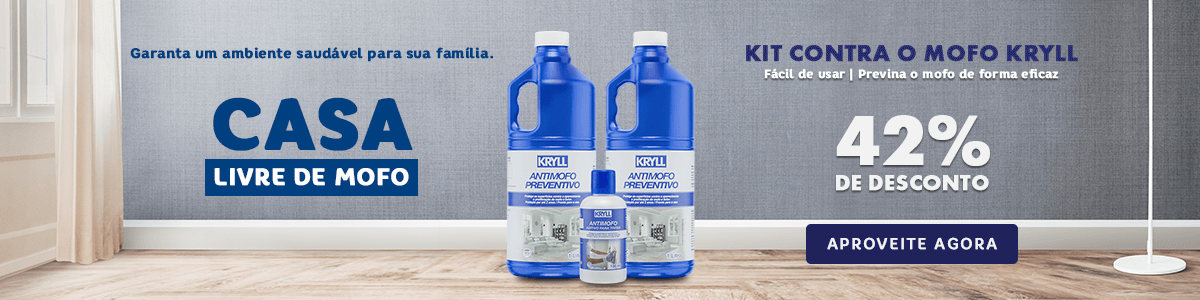 Garanta um ambiente saudável para sua família.
CASA
LIVRE DE MOFO
KRYLL
ANTIMOFO
PREVENTIVO
KRYLL
ANTIMOFO
PREVENTIVO
KRYLL
ANTIMOFO
KIT CONTRA O MOFO KRYLL
Fácil de usar | Previna o mofo de forma eficaz
42%
DE DESCONTO
APROVEITE AGORA